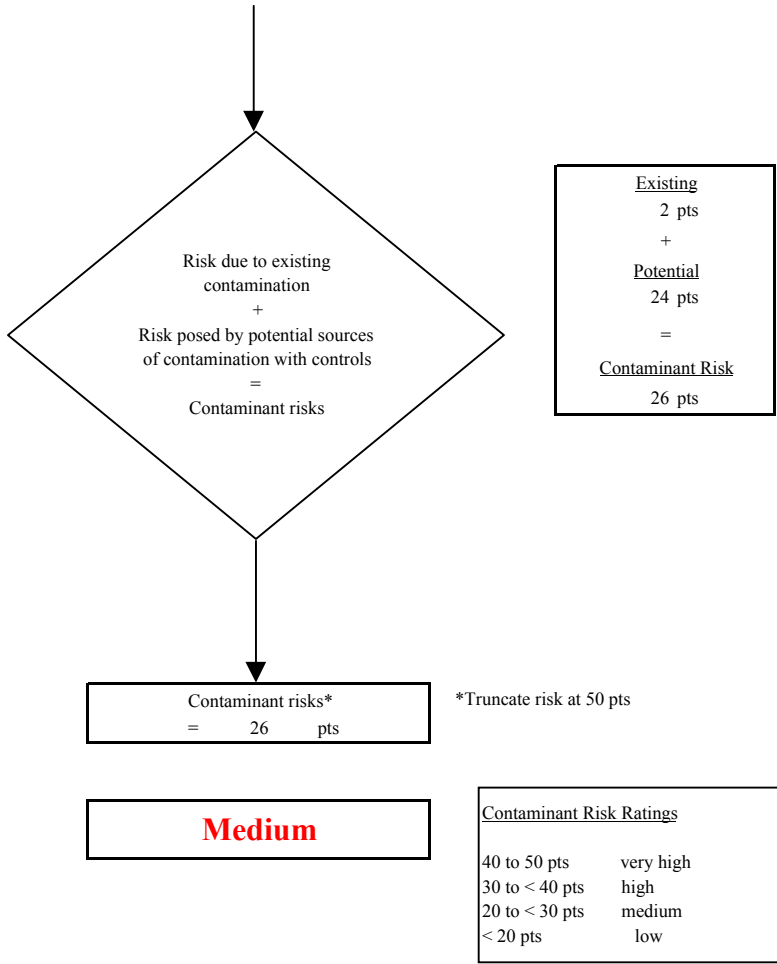 Risk due to existing
contamination
+
Risk posed by potential sources
of contamination with controls
=
Contaminant risks
Existing
2 pts
+
Potential
24 pts
=
Contaminant Risk
26 pts
Contaminant risks*
= 26 pts
*Truncate risk at 50 pts
Medium
Contaminant Risk Ratings
40 to 50 pts very high
30 to < 40 pts high
20 to < 30 pts medium
< 20 pts low